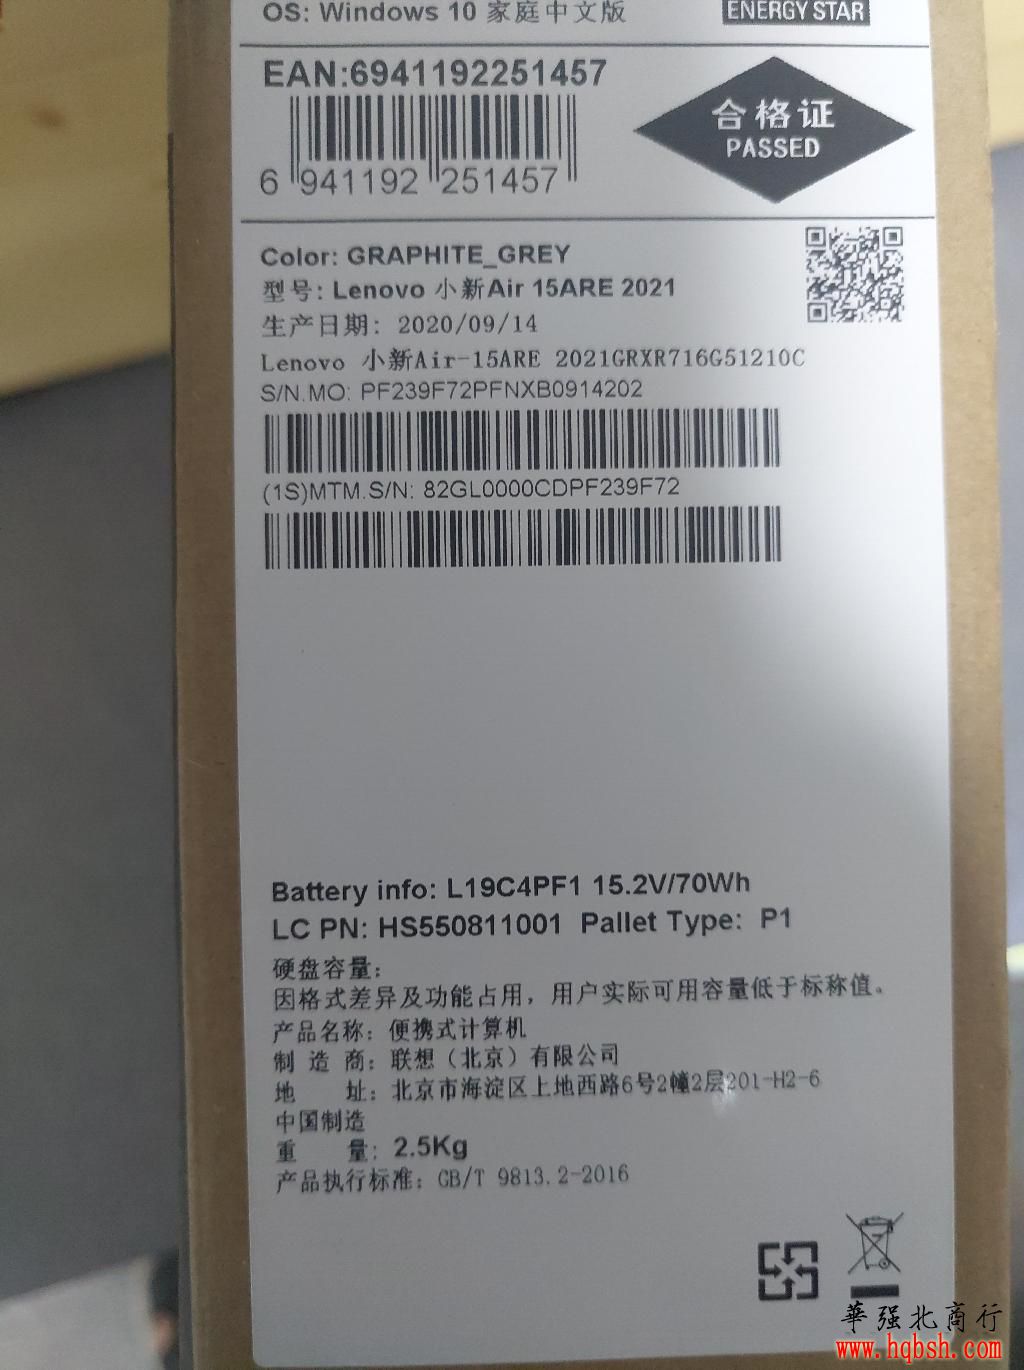 OS: Windows 10 家庭中文版
ENERGY STAR
EAN:6941192251457
合格证
PASSED
6 941192 251457
Color: GRAPHITE_GREY
型号: Lenovo 小新Air 15ARE 2021
生产日期: 2020/09/14
Lenovo 小新Air-15ARE 2021GRXR716G51210C
S/N.MO: PF239F72PFNXB0914202
(1S)MTM.S/N: 82GL0000CDPF239F72
Battery info: L19C4PF1 15.2V/70Wh
LC PN: HS550811001 Pallet Type: P1
硬盘容量:
因格式差异及功能占用，用户实际可用容量低于标称值。
产品名称: 便携式计算机
制 造 商: 联想（北京）有限公司
地 址: 北京市海淀区上地西路6号2幢2层201-H2-6
中国制造
重 量: 2.5Kg
产品执行标准: GB/T 9813.2-2016
華强北商行
www.hqbsh.com